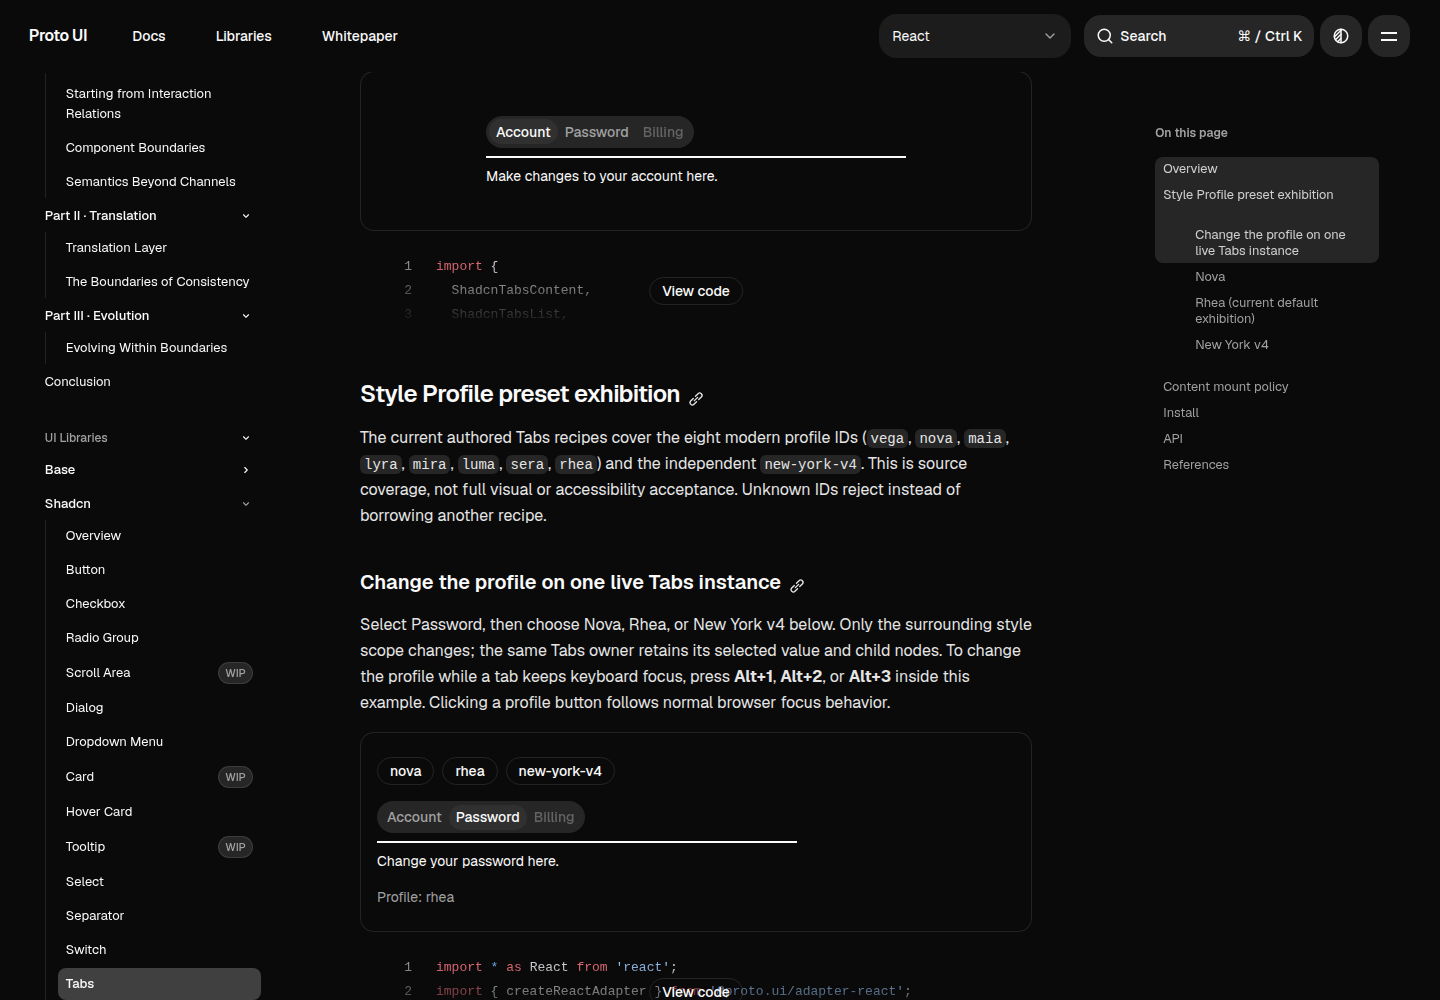 Proto UI
Docs
Libraries
Whitepaper
React
Search
⌘ / Ctrl K
Starting from Interaction
Relations
Component Boundaries
Semantics Beyond Channels
Part II · Translation
Translation Layer
The Boundaries of Consistency
Part III · Evolution
Evolving Within Boundaries
Conclusion
UI Libraries
Base
Shadcn
Overview
Button
Checkbox
Radio Group
Scroll Area
WIP
Dialog
Dropdown Menu
Card
WIP
Hover Card
Tooltip
WIP
Select
Separator
Switch
Tabs
Account
Password
Billing
Make changes to your account here.
1 import {
2 ShadcnTabsContent,
3 ShadcnTabsList,
View code
Style Profile preset exhibition
The current authored Tabs recipes cover the eight modern profile IDs (vega, nova, maia,
lyra, mira, luma, sera, rhea) and the independent new-york-v4. This is source
coverage, not full visual or accessibility acceptance. Unknown IDs reject instead of
borrowing another recipe.
Change the profile on one live Tabs instance
Select Password, then choose Nova, Rhea, or New York v4 below. Only the surrounding style
scope changes; the same Tabs owner retains its selected value and child nodes. To change
the profile while a tab keeps keyboard focus, press Alt+1, Alt+2, or Alt+3 inside this
example. Clicking a profile button follows normal browser focus behavior.
nova
rhea
new-york-v4
Account
Password
Billing
Change your password here.
Profile: rhea
1 import * as React from 'react';
2 import { createReactAdapter } from '@proto.ui/adapter-react';
View code
On this page
Overview
Style Profile preset exhibition
Change the profile on one
live Tabs instance
Nova
Rhea (current default
exhibition)
New York v4
Content mount policy
Install
API
References